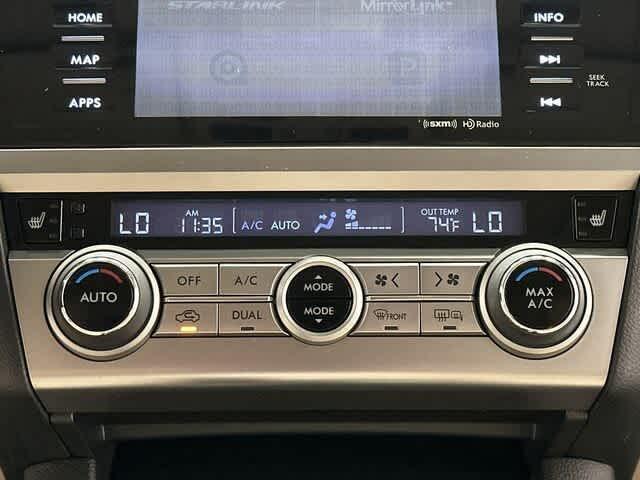 STARLINK MirrorLink™
HOME
INFO
MAP
SEEK
TRACK
APPS
((sxm)) HD Radio
LO AM 11:35 A/C AUTO OUT TEMP 74°F LO
AUTO
OFF
A/C
MODE
MODE
MAX
A/C
DUAL
FRONT